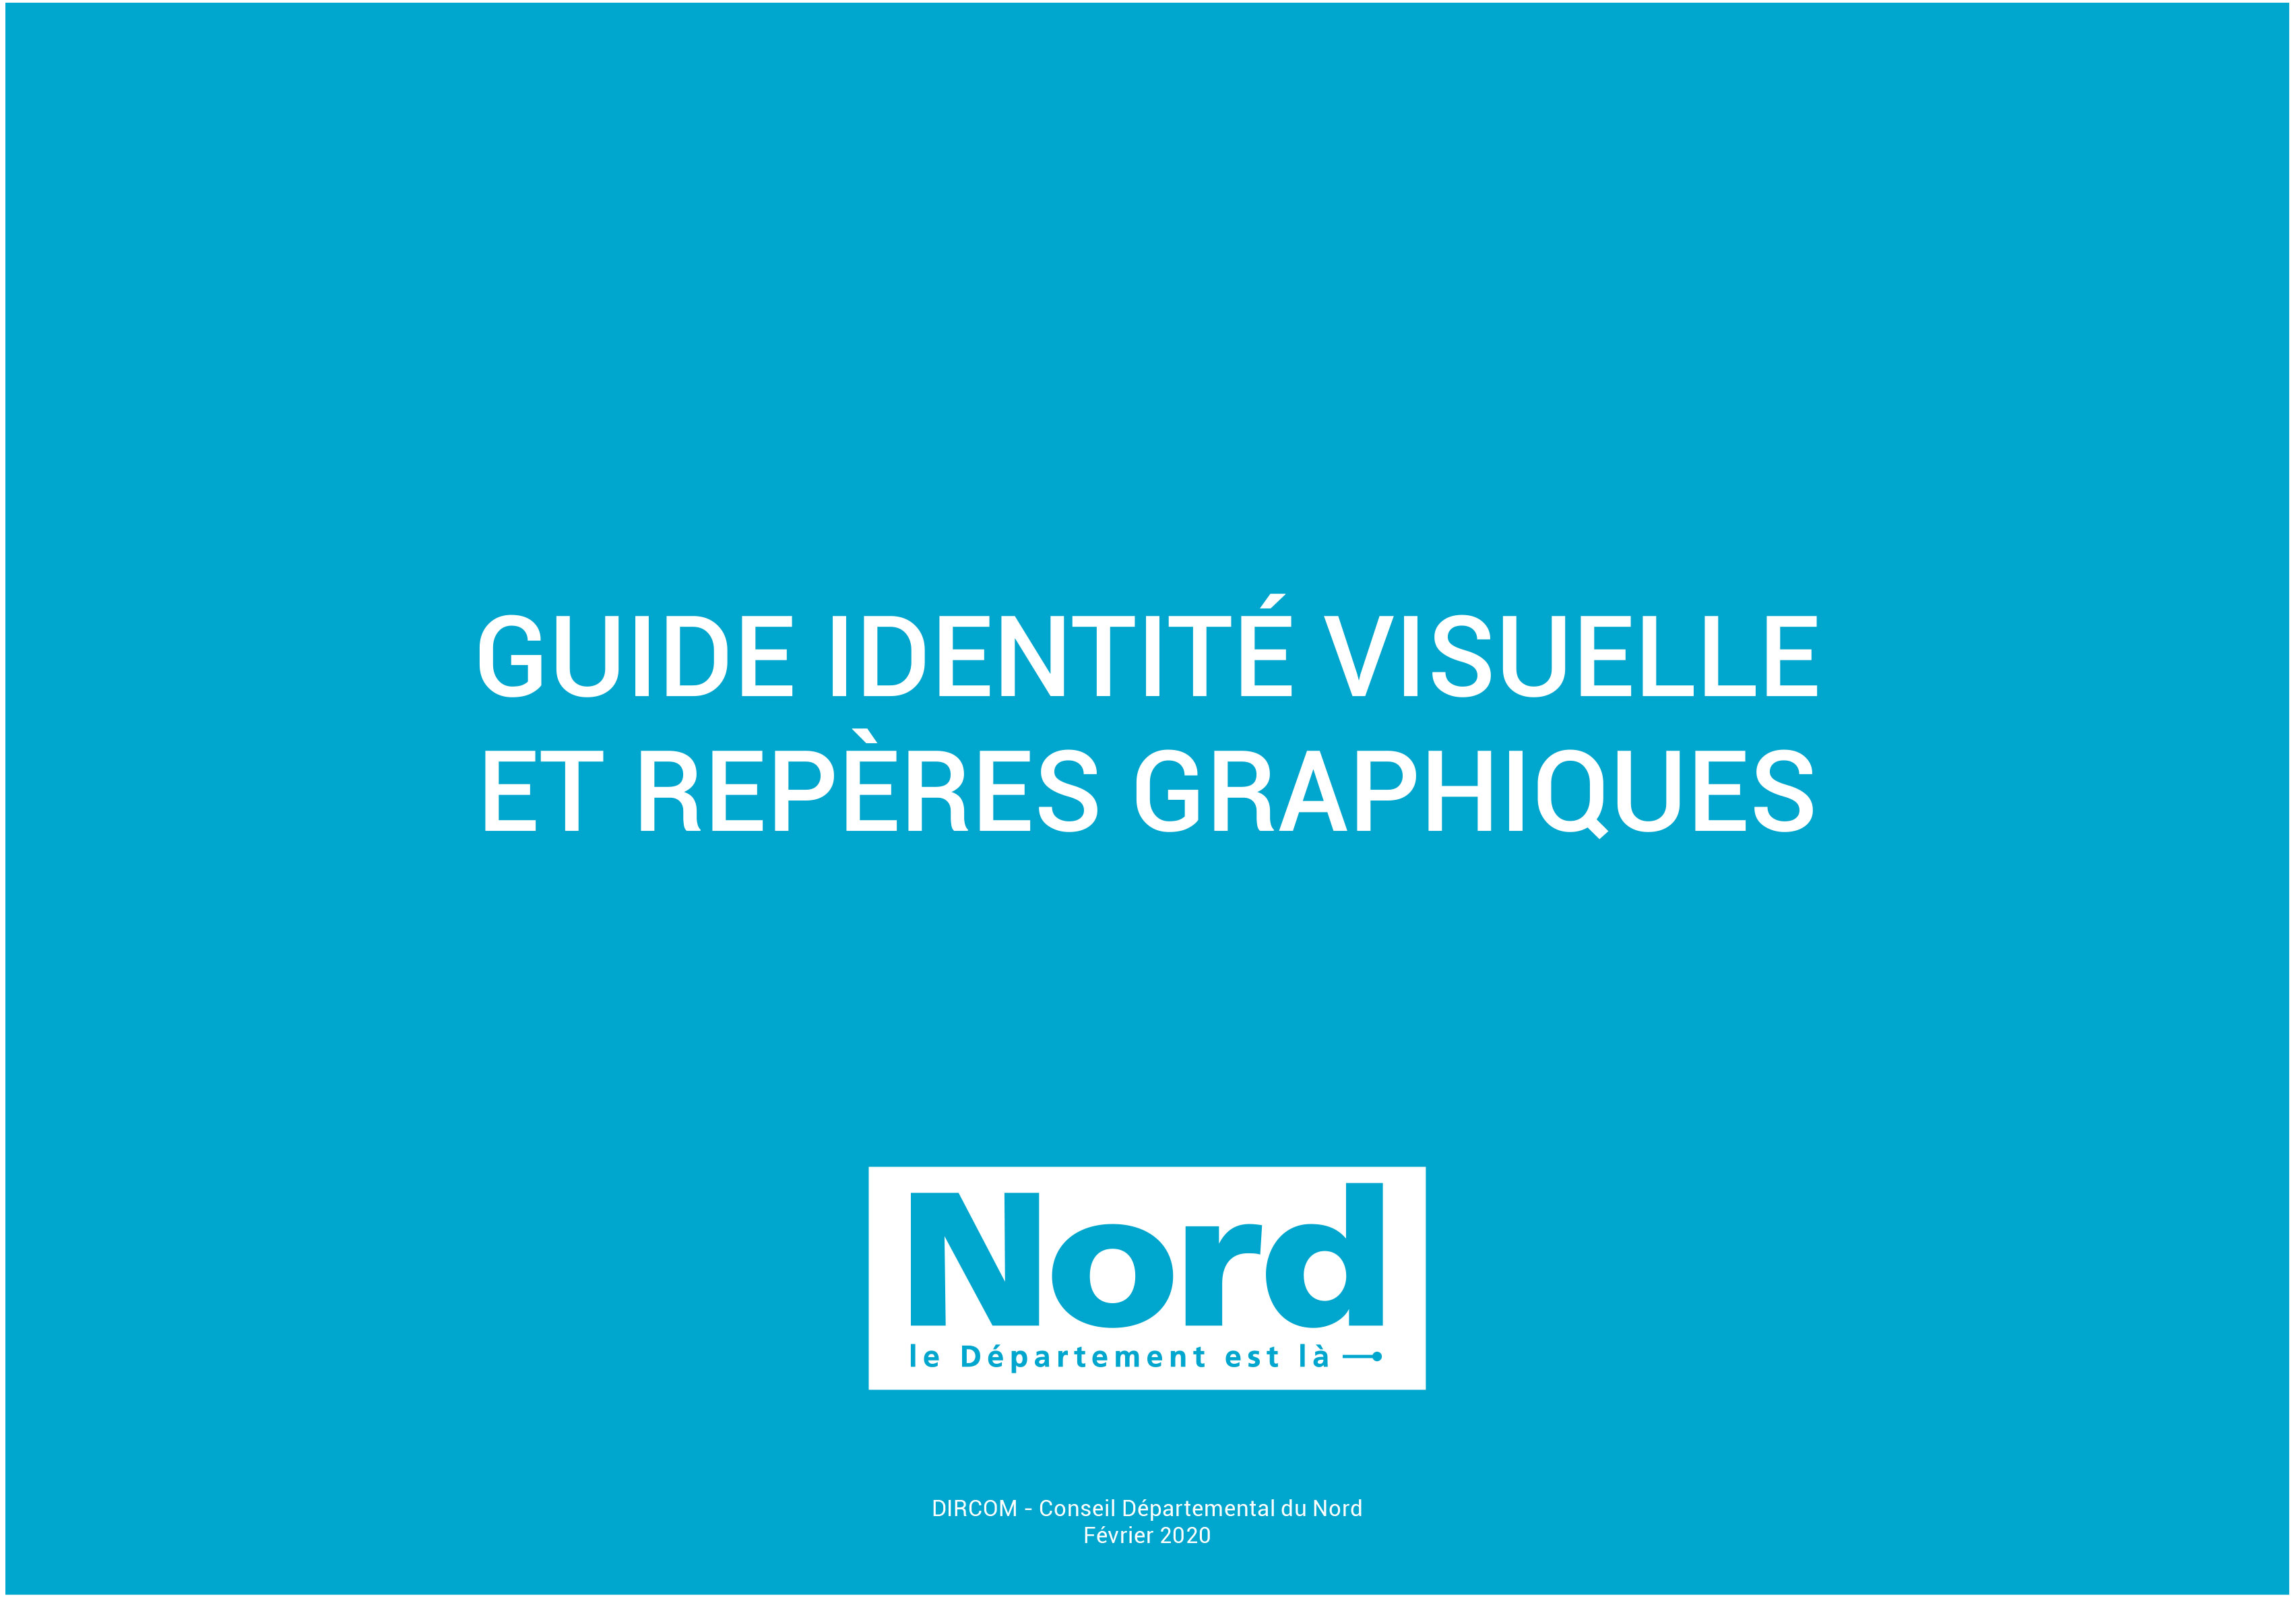 GUIDE IDENTITÉ VISUELLE
ET REPÈRES GRAPHIQUES
Nord
le Département est là
DIRCOM - Conseil Départemental du Nord
Février 2020